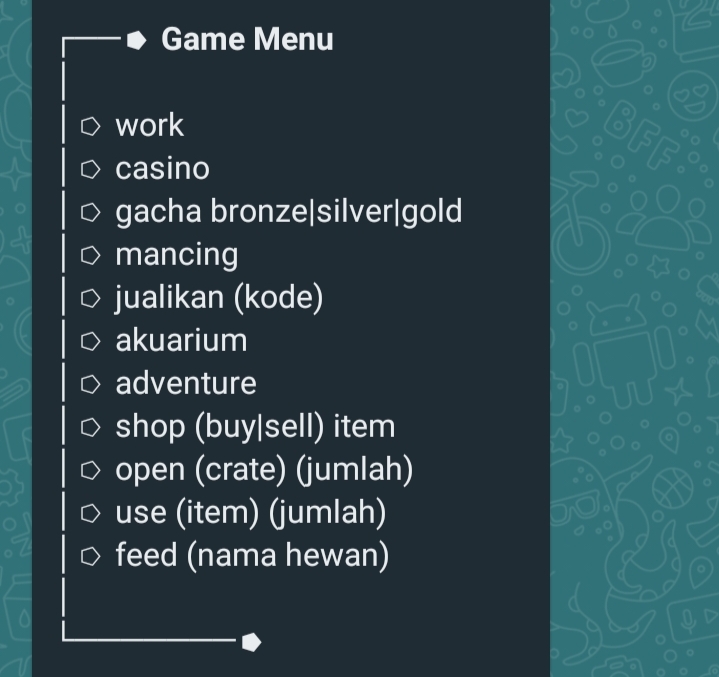 Game Menu
work
casino
gacha bronze|silver|gold
mancing
jualikan (kode)
akuarium
adventure
shop (buy|sell) item
open (crate) (jumlah)
use (item) (jumlah)
feed (nama hewan)